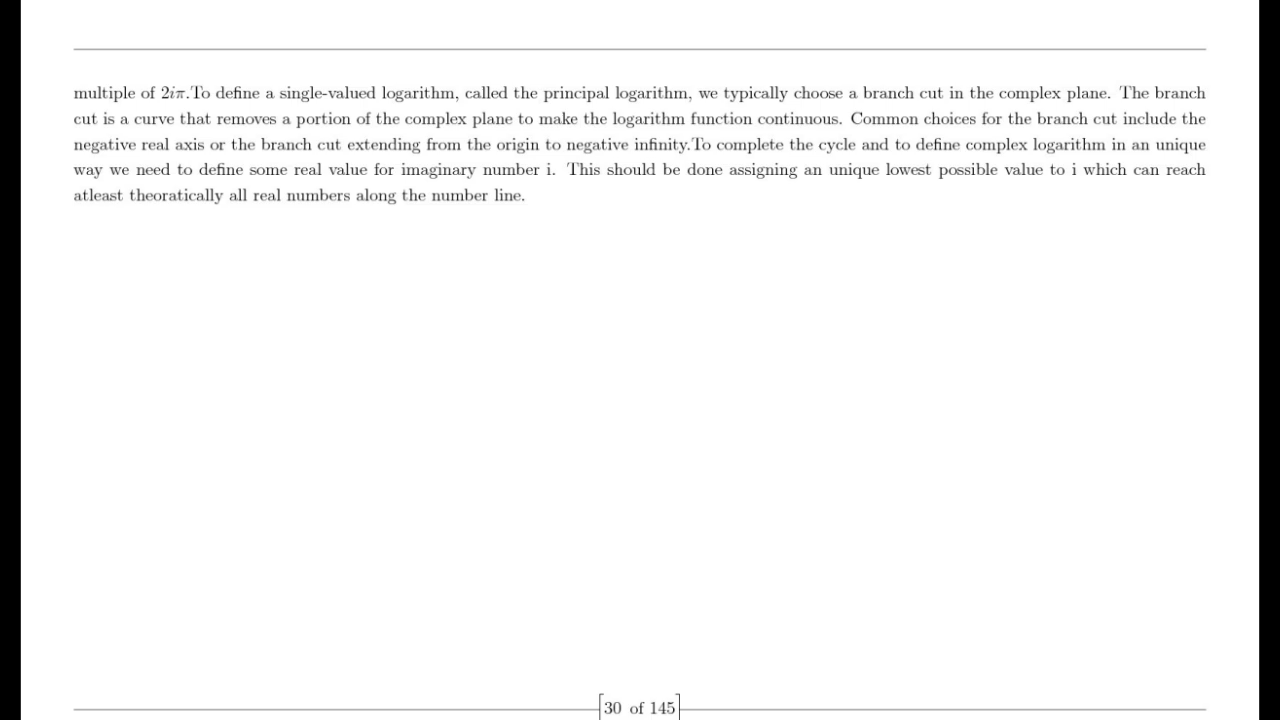 multiple of 2iπ.To define a single-valued logarithm, called the principal logarithm, we typically choose a branch cut in the complex plane. The branch
cut is a curve that removes a portion of the complex plane to make the logarithm function continuous. Common choices for the branch cut include the
negative real axis or the branch cut extending from the origin to negative infinity.To complete the cycle and to define complex logarithm in an unique
way we need to define some real value for imaginary number i. This should be done assigning an unique lowest possible value to i which can reach
atleast theoratically all real numbers along the number line.
30 of 145